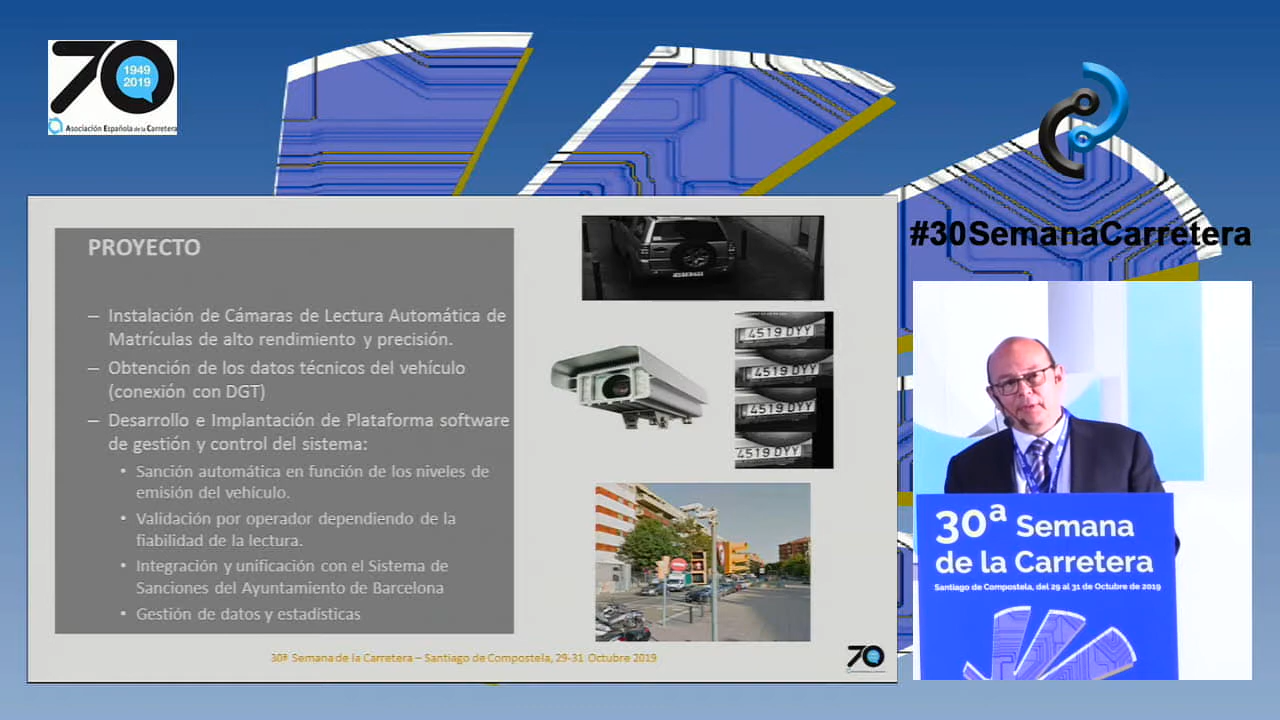 70
1949
2019
Asociación Española de la Carretera
#30SemanaCarretera
PROYECTO
– Instalación de Cámaras de Lectura Automática de
Matrículas de alto rendimiento y precisión.
– Obtención de los datos técnicos del vehículo
(conexión con DGT)
– Desarrollo e Implantación de Plataforma software
de gestión y control del sistema:
• Sanción automática en función de los niveles de
emisión del vehículo.
• Validación por operador dependiendo de la
fiabilidad de la lectura.
• Integración y unificación con el Sistema de
Sanciones del Ayuntamiento de Barcelona
• Gestión de datos y estadísticas
4519 DYY
4519 DYY
4519 DYY
4519 DYY
30ª Semana de la Carretera – Santiago de Compostela, 29-31 Octubre 2019
70
30ª Semana
de la Carretera
Santiago de Compostela, del 29 al 31 de Octubre de 2019